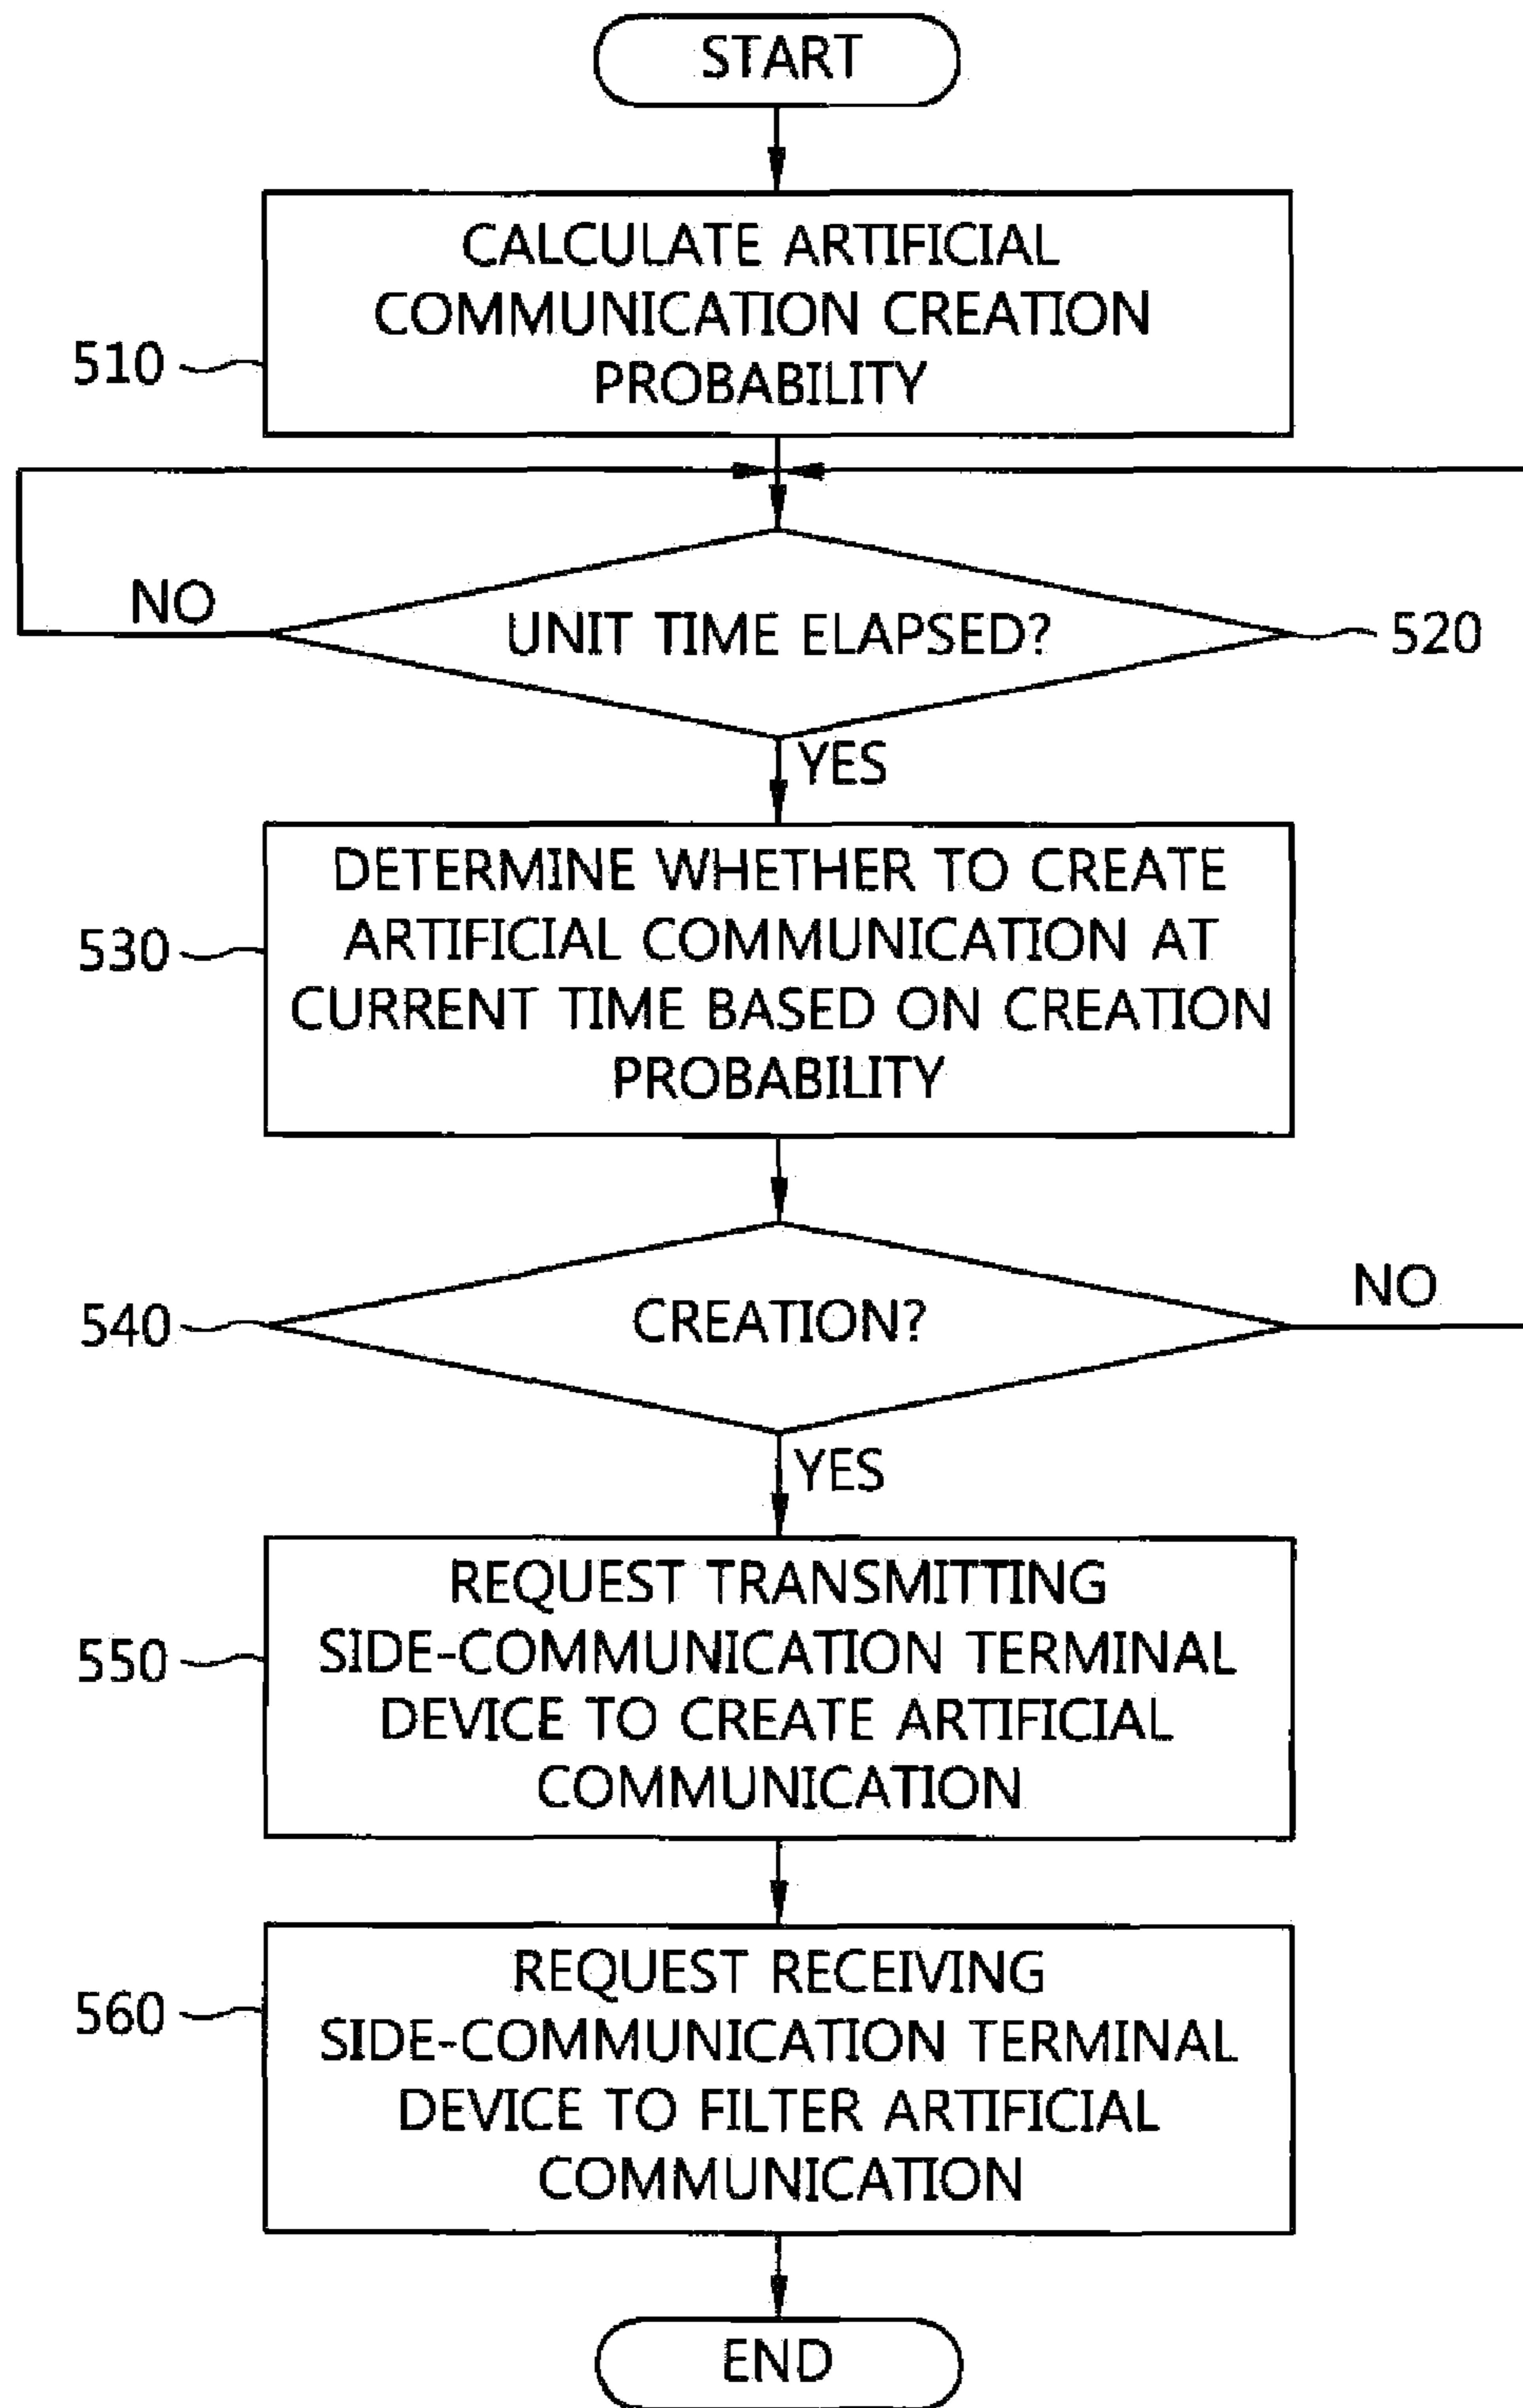 START
CALCULATE ARTIFICIAL
COMMUNICATION CREATION
PROBABILITY
510
NO
UNIT TIME ELAPSED?
520
YES
DETERMINE WHETHER TO CREATE
ARTIFICIAL COMMUNICATION AT
CURRENT TIME BASED ON CREATION
PROBABILITY
530
CREATION?
540
NO
YES
REQUEST TRANSMITTING
SIDE-COMMUNICATION TERMINAL
DEVICE TO CREATE ARTIFICIAL
COMMUNICATION
550
REQUEST RECEIVING
SIDE-COMMUNICATION TERMINAL
DEVICE TO FILTER ARTIFICIAL
COMMUNICATION
560
END